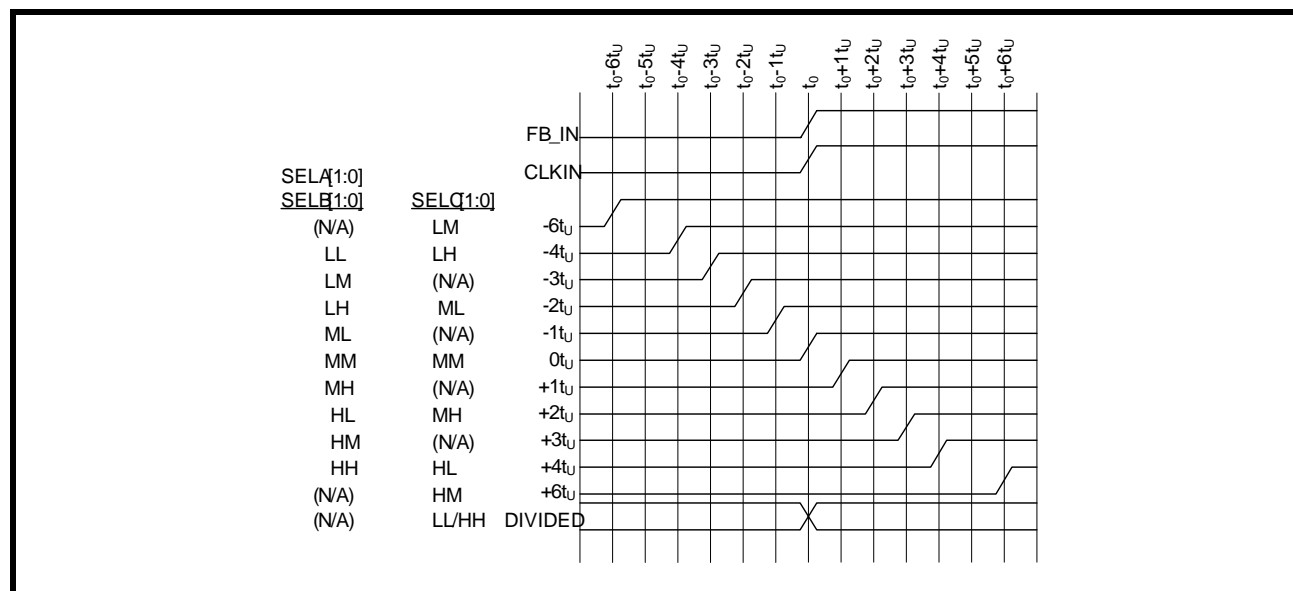 t0-6tU t0-5tU t0-4tU t0-3tU t0-2tU t0-1tU t0 t0+1tU t0+2tU t0+3tU t0+4tU t0+5tU t0+6tU
FB_IN
CLKIN
SELA[1:0]
SELB[1:0] SELC[1:0]
(N/A) LM -6tU
LL LH -4tU
LM (N/A) -3tU
LH ML -2tU
ML (N/A) -1tU
MM MM 0tU
MH (N/A) +1tU
HL MH +2tU
HM (N/A) +3tU
HH HL +4tU
(N/A) HM +6tU
(N/A) LL/HH DIVIDED